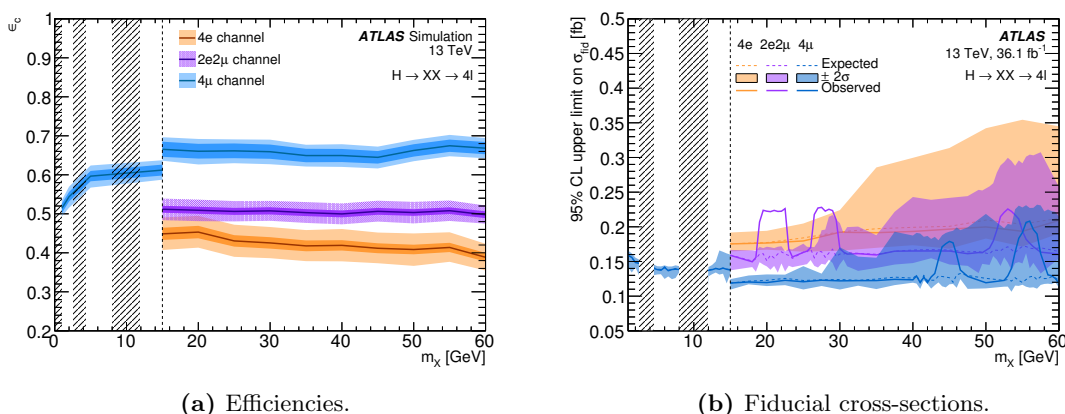 ϵc
1
0.9
0.8
0.7
0.6
0.5
0.4
0.3
0.2
0 10 20 30 40 50 60
mX [GeV]
4e channel
2e2μ channel
4μ channel
ATLAS Simulation
13 TeV
H → XX → 4l
(a) Efficiencies.
95% CL upper limit on σfid [fb]
0.5
0.45
0.4
0.35
0.3
0.25
0.2
0.15
0.1
0.05
10 20 30 40 50 60
mX [GeV]
4e 2e2μ 4μ
Expected
± 2σ
Observed
ATLAS
13 TeV, 36.1 fb-1
H → XX → 4l
(b) Fiducial cross-sections.